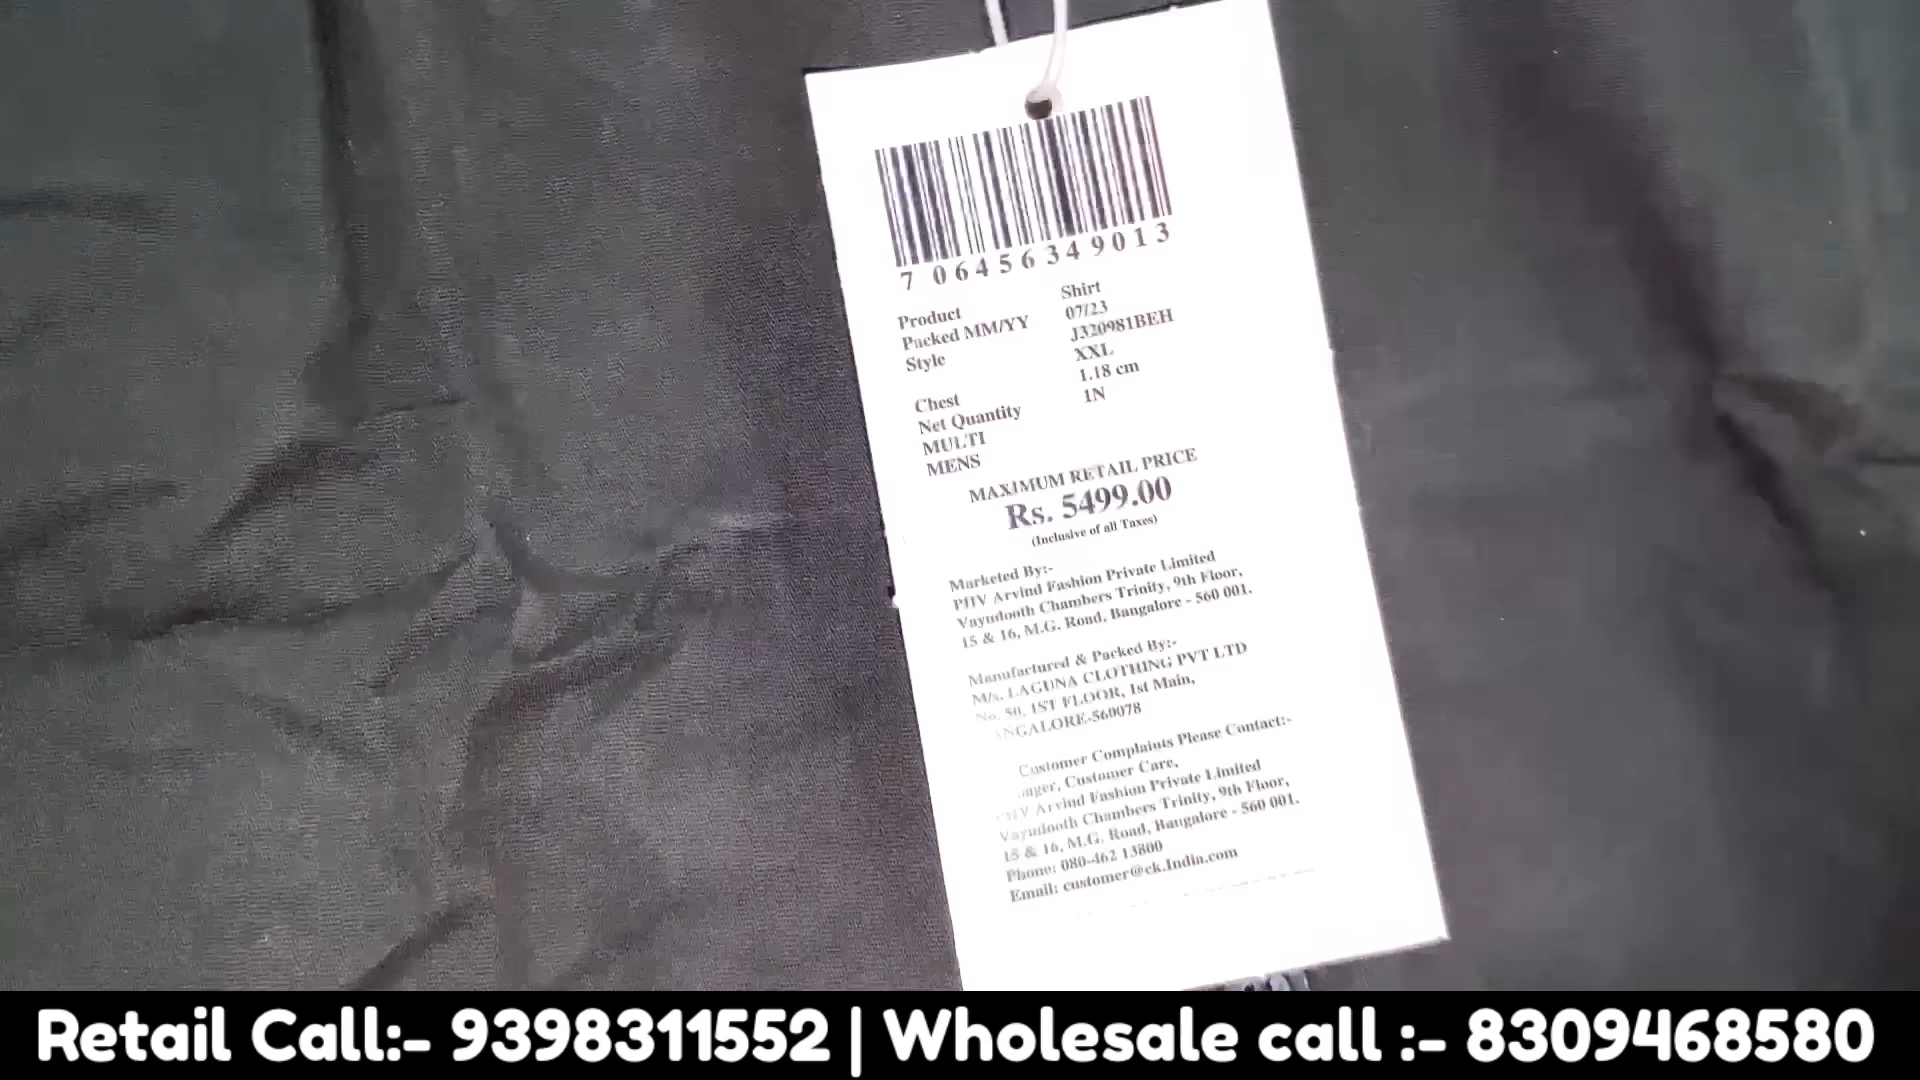 7 06456349013
Product Shirt
Packed MM/YY 07/23
Style J320981BEH
XXL
Chest 1.18 cm
Net Quantity 1N
MULTI
MENS
MAXIMUM RETAIL PRICE
Rs. 5499.00
(Inclusive of all Taxes)
Marketed By:-
PHV Arvind Fashion Private Limited
Vayudooth Chambers Trinity, 9th Floor,
15 & 16, M.G. Road, Bangalore - 560 001.
Manufactured & Packed By:-
M/s. LAGUNA CLOTHING PVT LTD
No. 50, 1ST FLOOR, 1st Main,
NGALORE-560078
Customer Complaints Please Contact:-
Customer Care,
Arvind Fashion Private Limited
Vayudooth Chambers Trinity, 9th Floor,
15 & 16, M.G. Road, Bangalore - 560 001.
Phone: 080-462 13800
Email: customer@ck.India.com
Retail Call:- 9398311552 | Wholesale call :- 8309468580